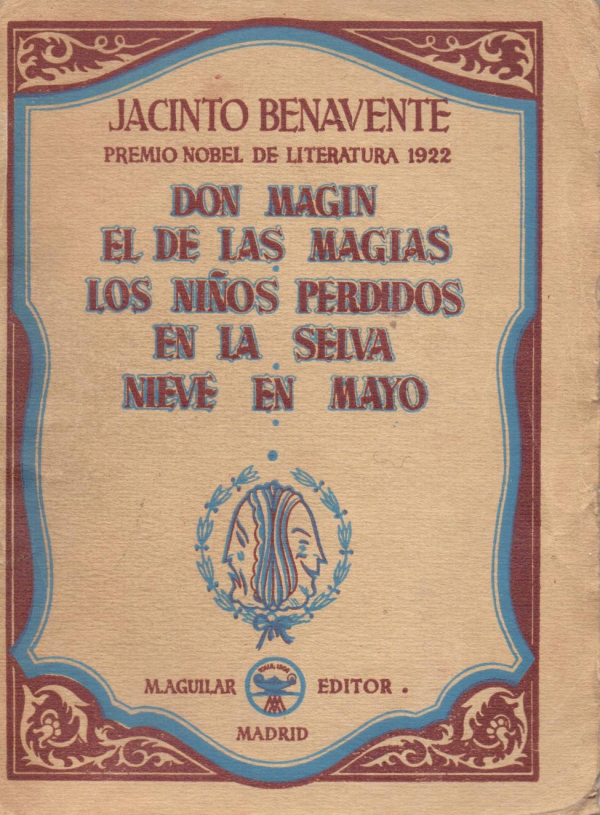 JACINTO BENAVENTE
PREMIO NOBEL DE LITERATURA 1922
DON MAGIN
EL DE LAS MAGIAS
LOS NIÑOS PERDIDOS
EN LA SELVA
NIEVE EN MAYO
M. AGUILAR EDITOR.
MADRID